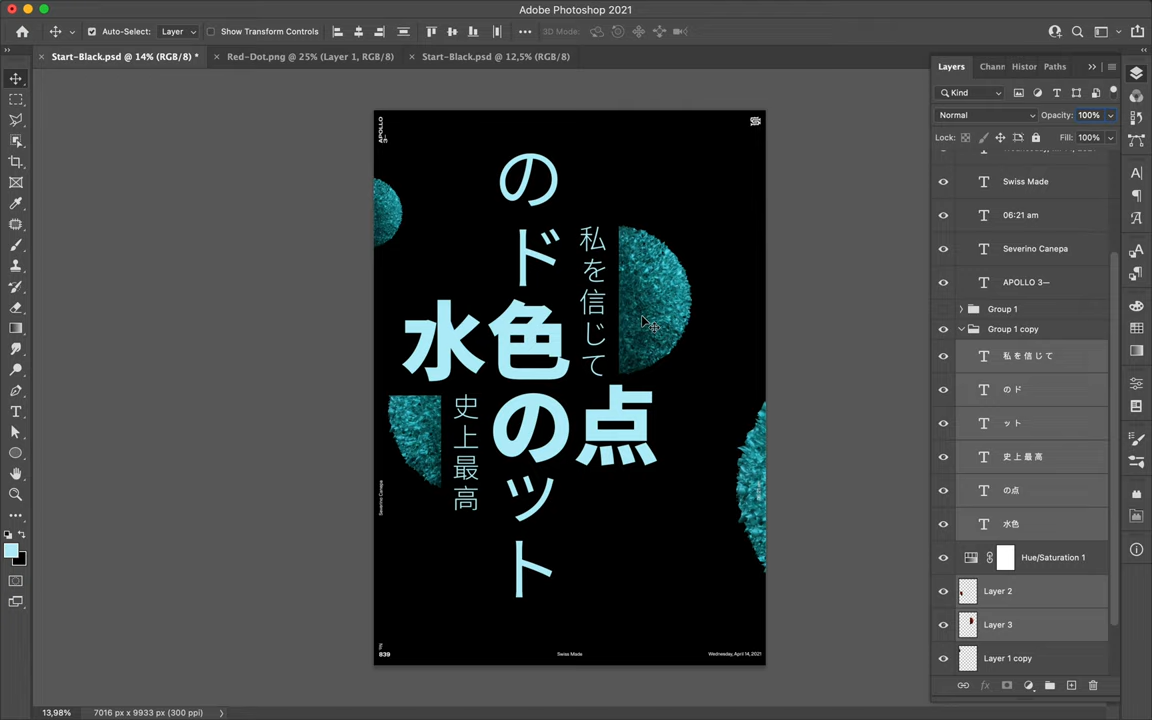 Adobe Photoshop 2021
Auto-Select: Layer Show Transform Controls 3D Mode:
Start-Black.psd @ 14% (RGB/8) * Red-Dot.png @ 25% (Layer 1, RGB/8) Start-Black.psd @ 12,5% (RGB/8)
APOLLO
3—
の
ド
水色
の点
ッ
ト
私を信じて
史上最高
Severino Canepa
839
Swiss Made
Wednesday, April 14, 2021
Layers Chann Histor Paths
Kind
Normal Opacity: 100%
Lock: Fill: 100%
Swiss Made
06:21 am
Severino Canepa
APOLLO 3—
Group 1
Group 1 copy
私を信じて
のド
ット
史上最高
の点
水色
Hue/Saturation 1
Layer 2
Layer 3
Layer 1 copy
13,98% 7016 px x 9933 px (300 ppi)